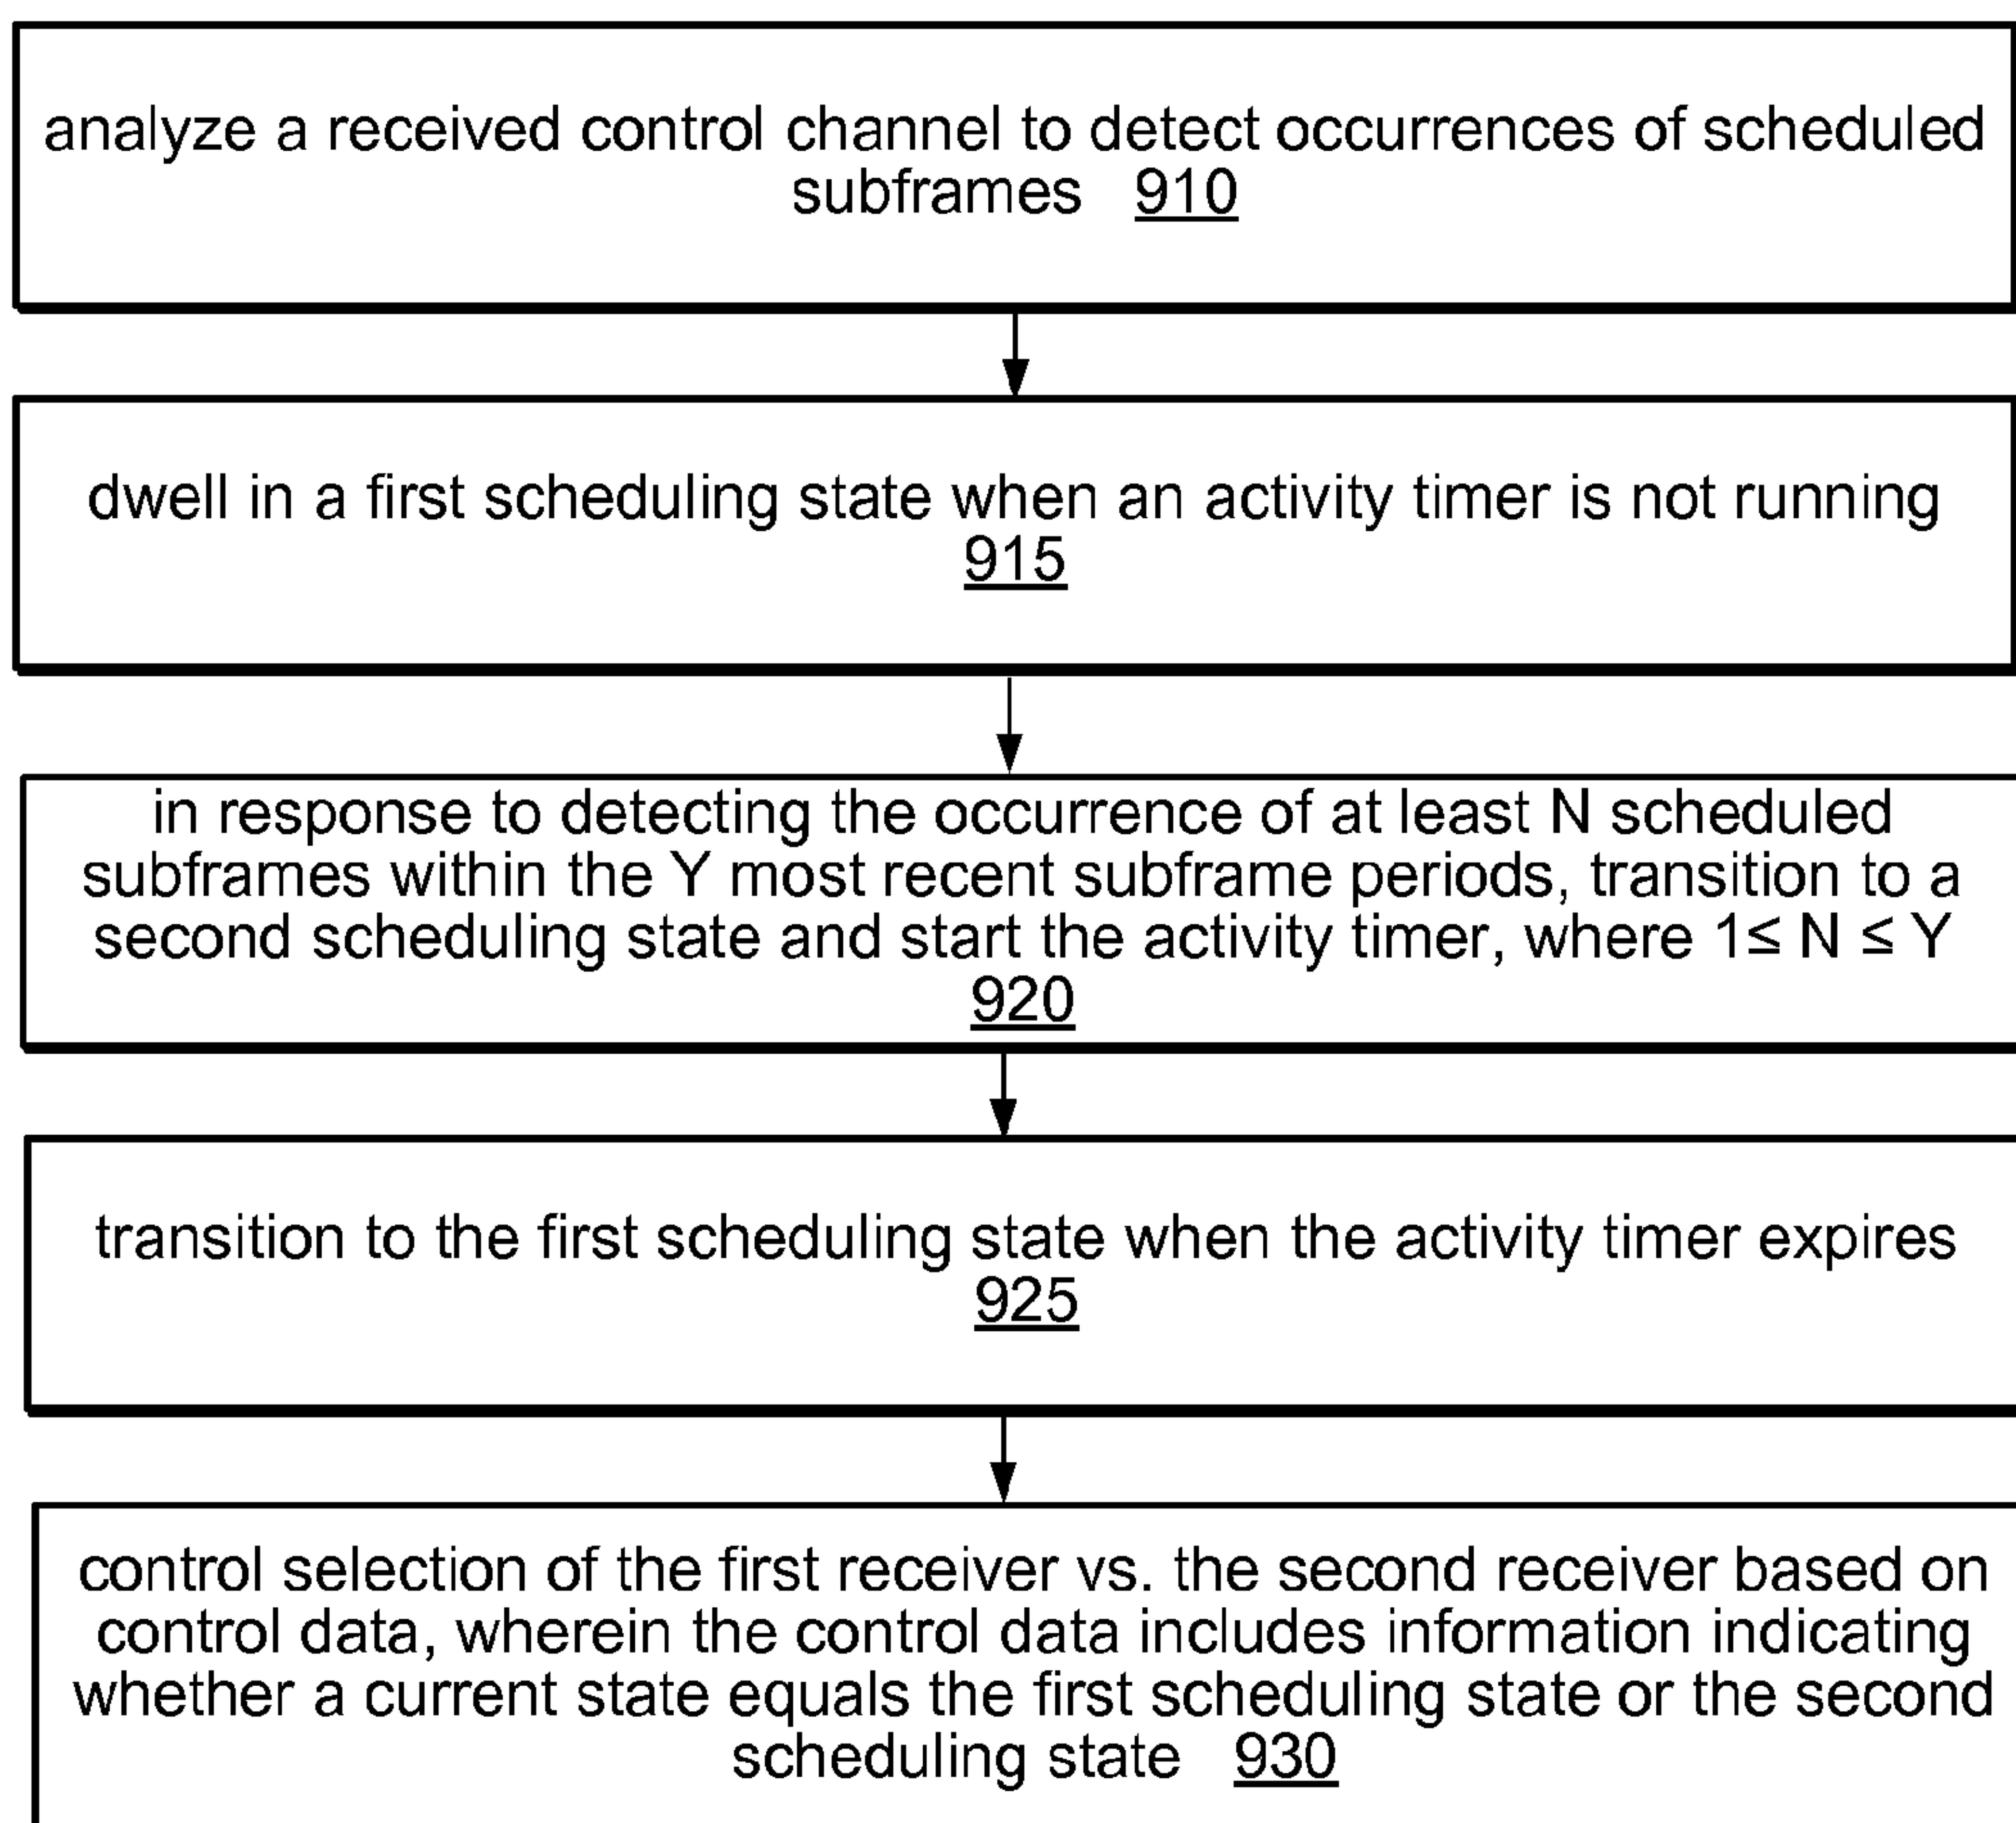 analyze a received control channel to detect occurrences of scheduled
subframes 910
dwell in a first scheduling state when an activity timer is not running
915
in response to detecting the occurrence of at least N scheduled
subframes within the Y most recent subframe periods, transition to a
second scheduling state and start the activity timer, where 1≤ N ≤ Y
920
transition to the first scheduling state when the activity timer expires
925
control selection of the first receiver vs. the second receiver based on
control data, wherein the control data includes information indicating
whether a current state equals the first scheduling state or the second
scheduling state 930